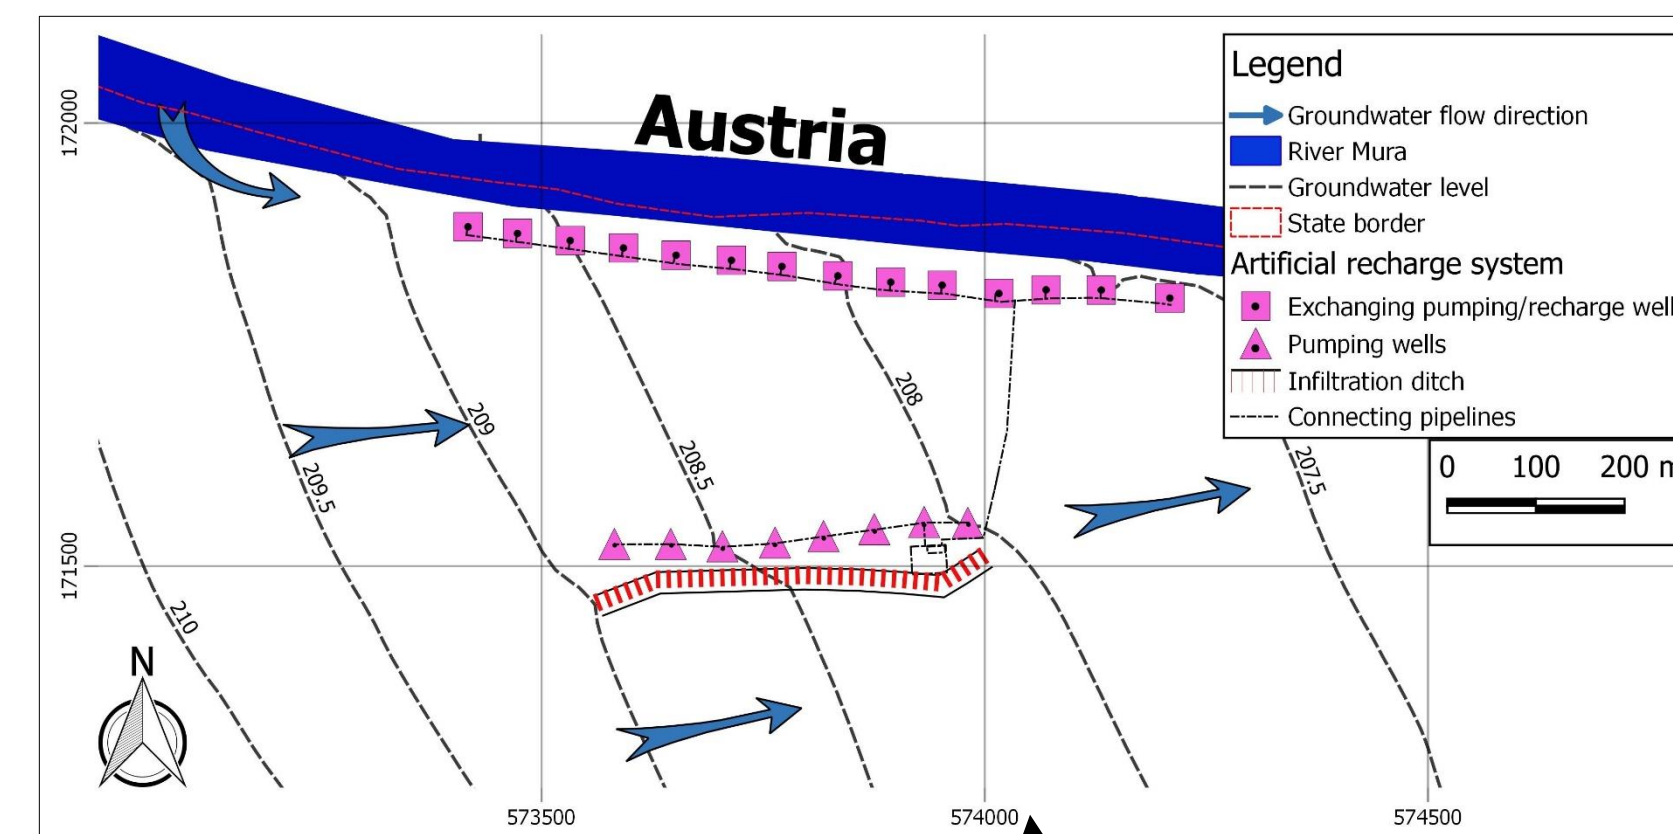 Austria
Legend
Groundwater flow direction
River Mura
Groundwater level
State border
Artificial recharge system
Exchanging pumping/recharge well
Pumping wells
Infiltration ditch
Connecting pipelines
0 100 200 m
172000
171500
208
209
208.5
209.5
207.5
210
N
573500 574000 574500